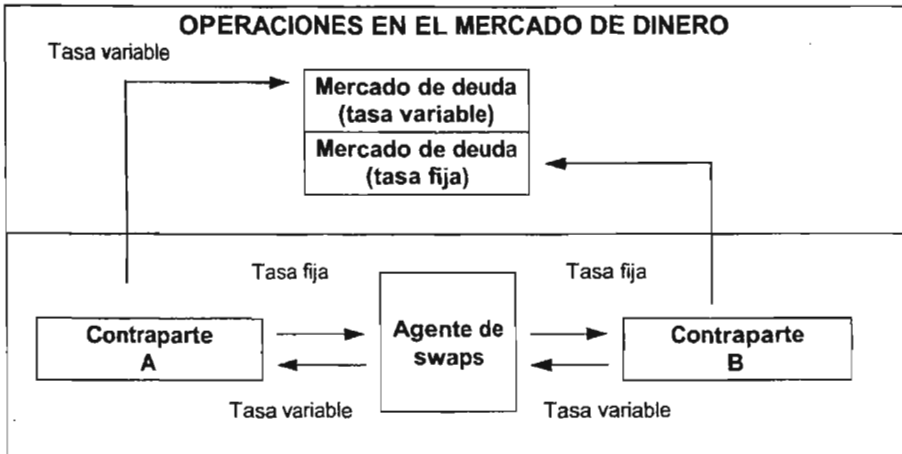 OPERACIONES EN EL MERCADO DE DINERO
Tasa variable
Mercado de deuda
(tasa variable)
Mercado de deuda
(tasa fija)
Tasa fija
Tasa fija
Contraparte
A
Agente de
swaps
Contraparte
B
Tasa variable
Tasa variable